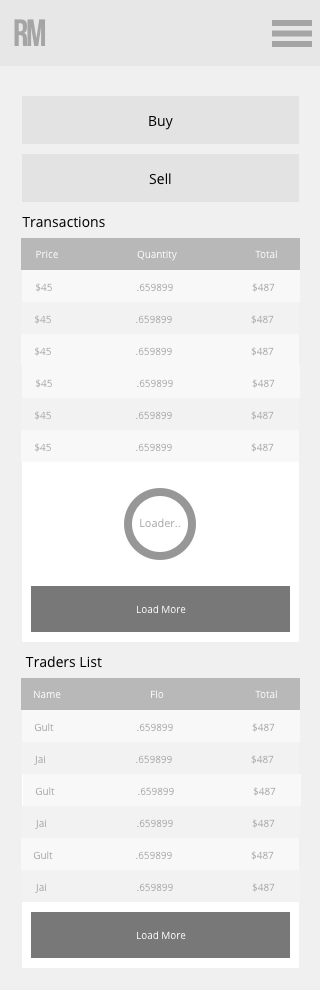 RM
Buy
Sell
Transactions
Price Quantity Total
$45 .659899 $487
$45 .659899 $487
$45 .659899 $487
$45 .659899 $487
$45 .659899 $487
$45 .659899 $487
Loader..
Load More
Traders List
Name Flo Total
Gult .659899 $487
Jai .659899 $487
Gult .659899 $487
Jai .659899 $487
Gult .659899 $487
Jai .659899 $487
Load More